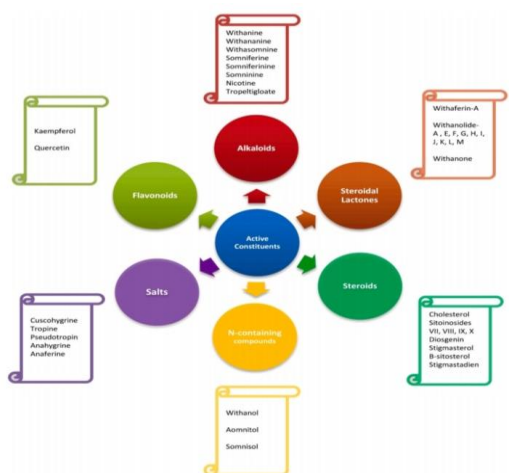 Withanine
Withananine
Withasomnine
Somniferine
Somniferinine
Somninine
Nicotine
Tropeltigloate
Kaempferol
Quercetin
Withaferin-A
Withanolide-
A , E, F, G, H, I,
J, K, L, M
Withanone
Alkaloids
Flavonoids
Steroidal
Lactones
Active
Constituents
Salts
Steroids
N-containing
compounds
Cuscohygrine
Tropine
Pseudotropin
Anahygrine
Anaferine
Cholesterol
Sitoinosides
VII, VIII, IX, X
Diosgenin
Stigmasterol
B-sitosterol
Stigmastadien
Withanol
Aomnitol
Somnisol